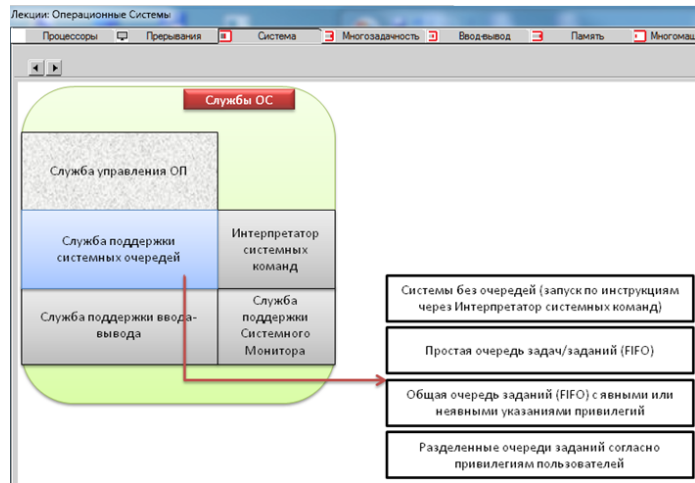 Лекции: Операционные Системы
Процессоры Прерывания Система Многозадачность Ввод-вывод Память
Службы ОС
Служба управления ОП
Служба поддержки
системных очередей
Интерпретатор
системных
команд
Служба поддержки ввода-
вывода
Служба
поддержки
Системного
Монитора
Системы без очередей (запуск по инструкциям
через Интерпретатор системных команд)
Простая очередь задач/заданий (FIFO)
Общая очередь заданий (FIFO) с явными или
неявными указаниями привилегий
Разделенные очереди заданий согласно
привилегиям пользователей